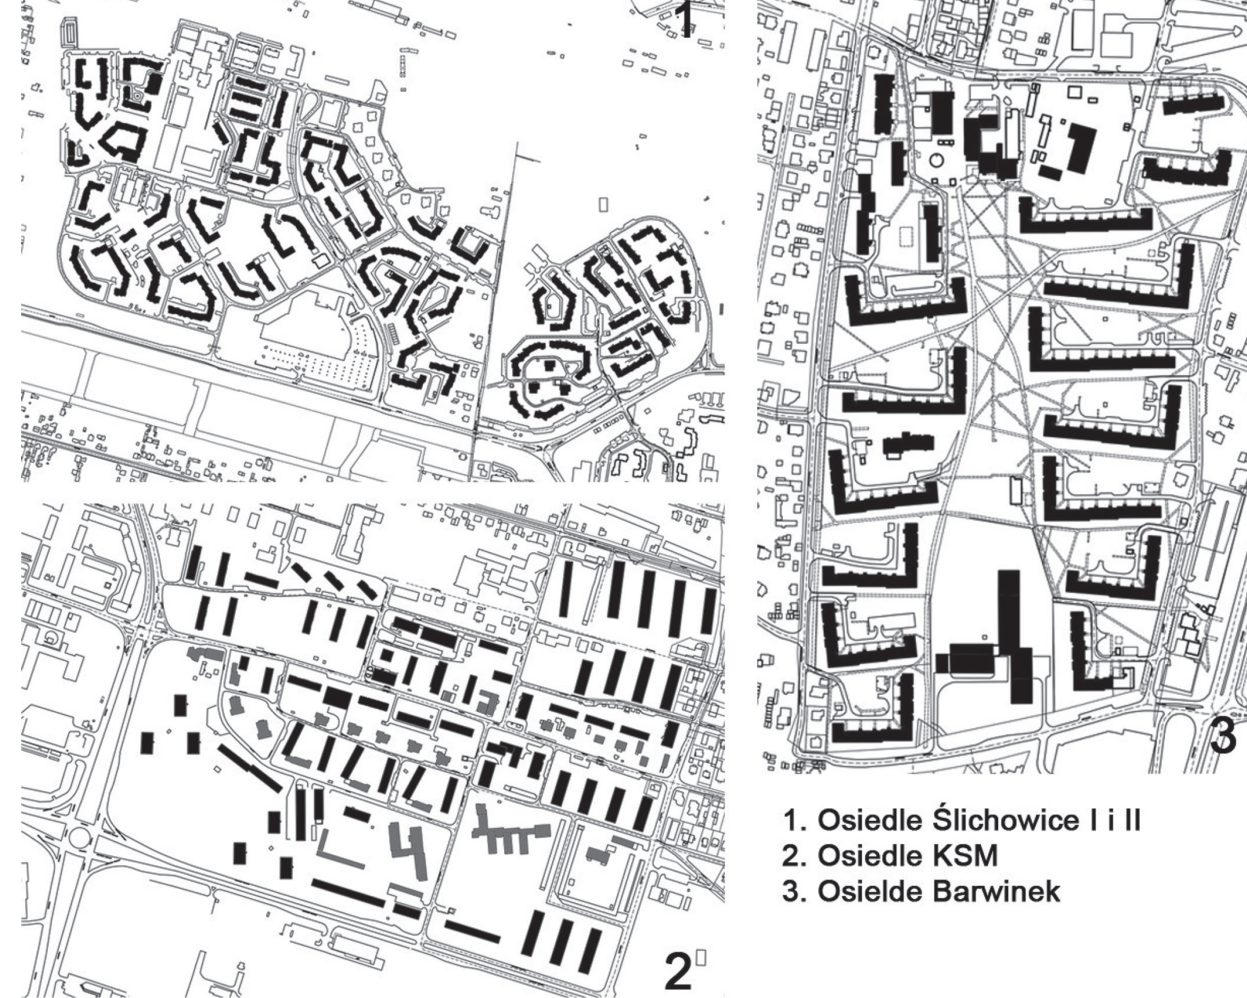 1
2
3
1. Osiedle Ślichowice I i II
2. Osiedle KSM
3. Osielde Barwinek